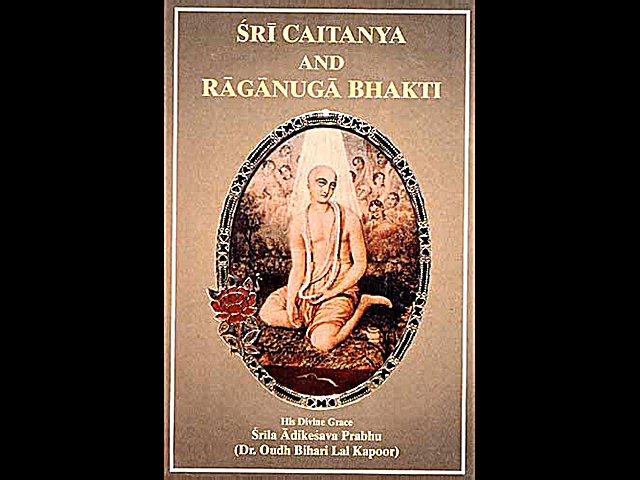 ŚRĪ CAITANYA
AND
RĀGĀNUGĀ BHAKTI
His Divine Grace
Śrīla Ādikeśava Prabhu
(Dr. Oudh Bihari Lal Kapoor)